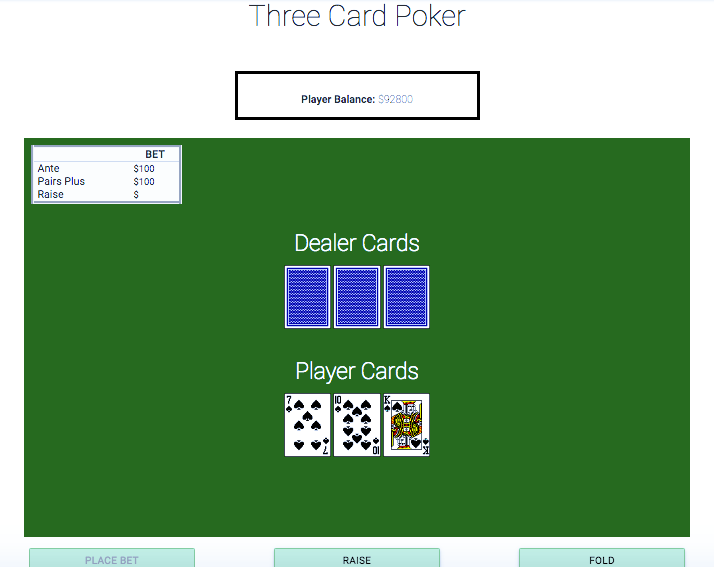 Three Card Poker
Player Balance: $92800
BET
Ante $100
Pairs Plus $100
Raise $
Dealer Cards
Player Cards
7 10 K
7 10 K
PLACE BET RAISE FOLD